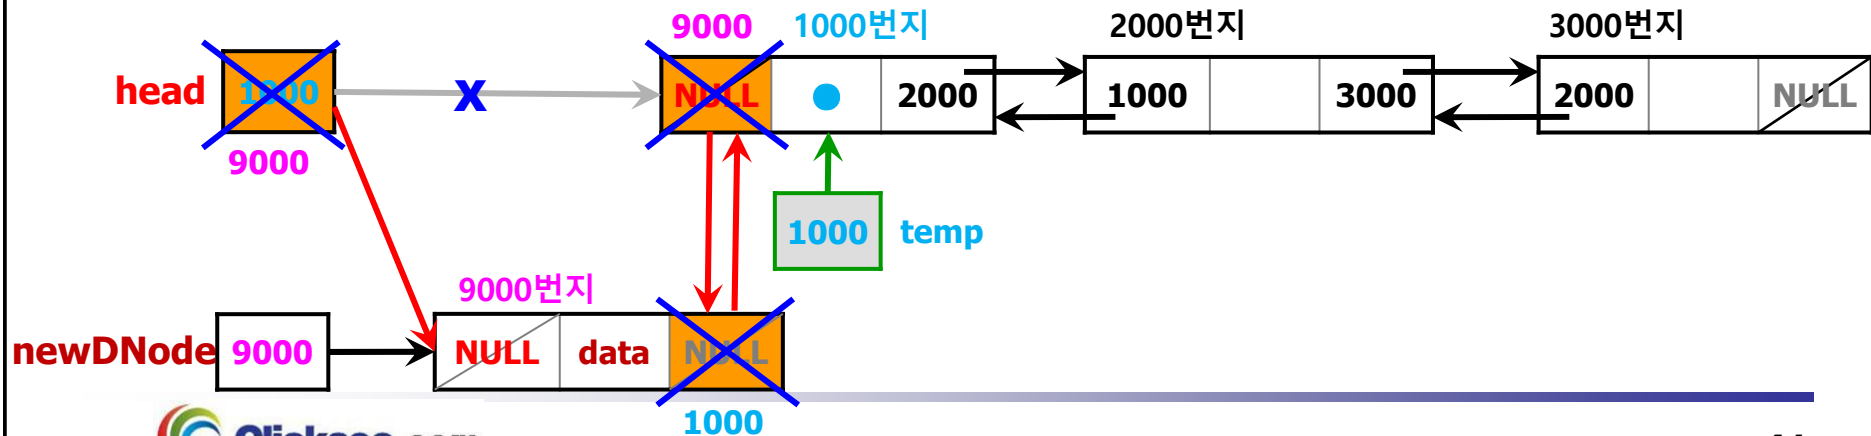 9000 1000번지 2000번지 3000번지
head 1000 X NULL 2000 1000 3000 2000 NULL
9000
1000 temp
9000번지
newDNode 9000 NULL data NULL
1000